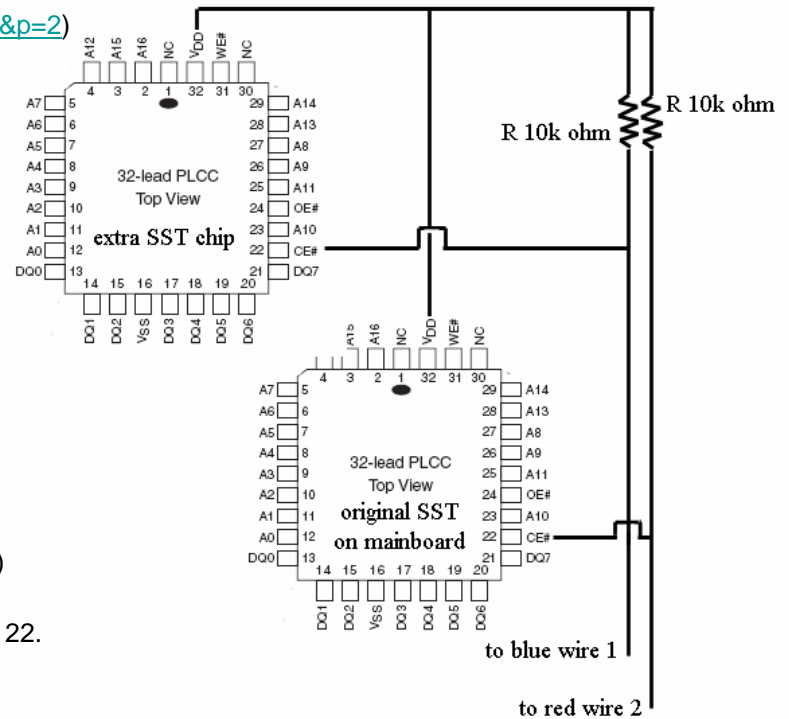 &p=2)
A12 A15 A16 NC VDD WE# NC
4 3 2 1 32 31 30
A7 5 29 A14
A6 6 28 A13
A5 7 27 A8
A4 8 26 A9
A3 9 25 A11
A2 10 24 OE#
A1 11 23 A10
A0 12 22 CE#
DQ0 13 21 DQ7
32-lead PLCC
Top View
extra SST chip
14 15 16 17 18 19 20
DQ1 DQ2 VSS DQ3 DQ4 DQ5 DQ6
R 10k ohm
R 10k ohm
A15 A16 NC VDD WE# NC
4 3 2 1 32 31 30
A7 5 29 A14
A6 6 28 A13
A5 7 27 A8
A4 8 26 A9
A3 9 25 A11
A2 10 24 OE#
A1 11 23 A10
A0 12 22 CE#
DQ0 13 21 DQ7
32-lead PLCC
Top View
original SST
on mainboard
14 15 16 17 18 19 20
DQ1 DQ2 VSS DQ3 DQ4 DQ5 DQ6
)
22.
to blue wire 1
to red wire 2